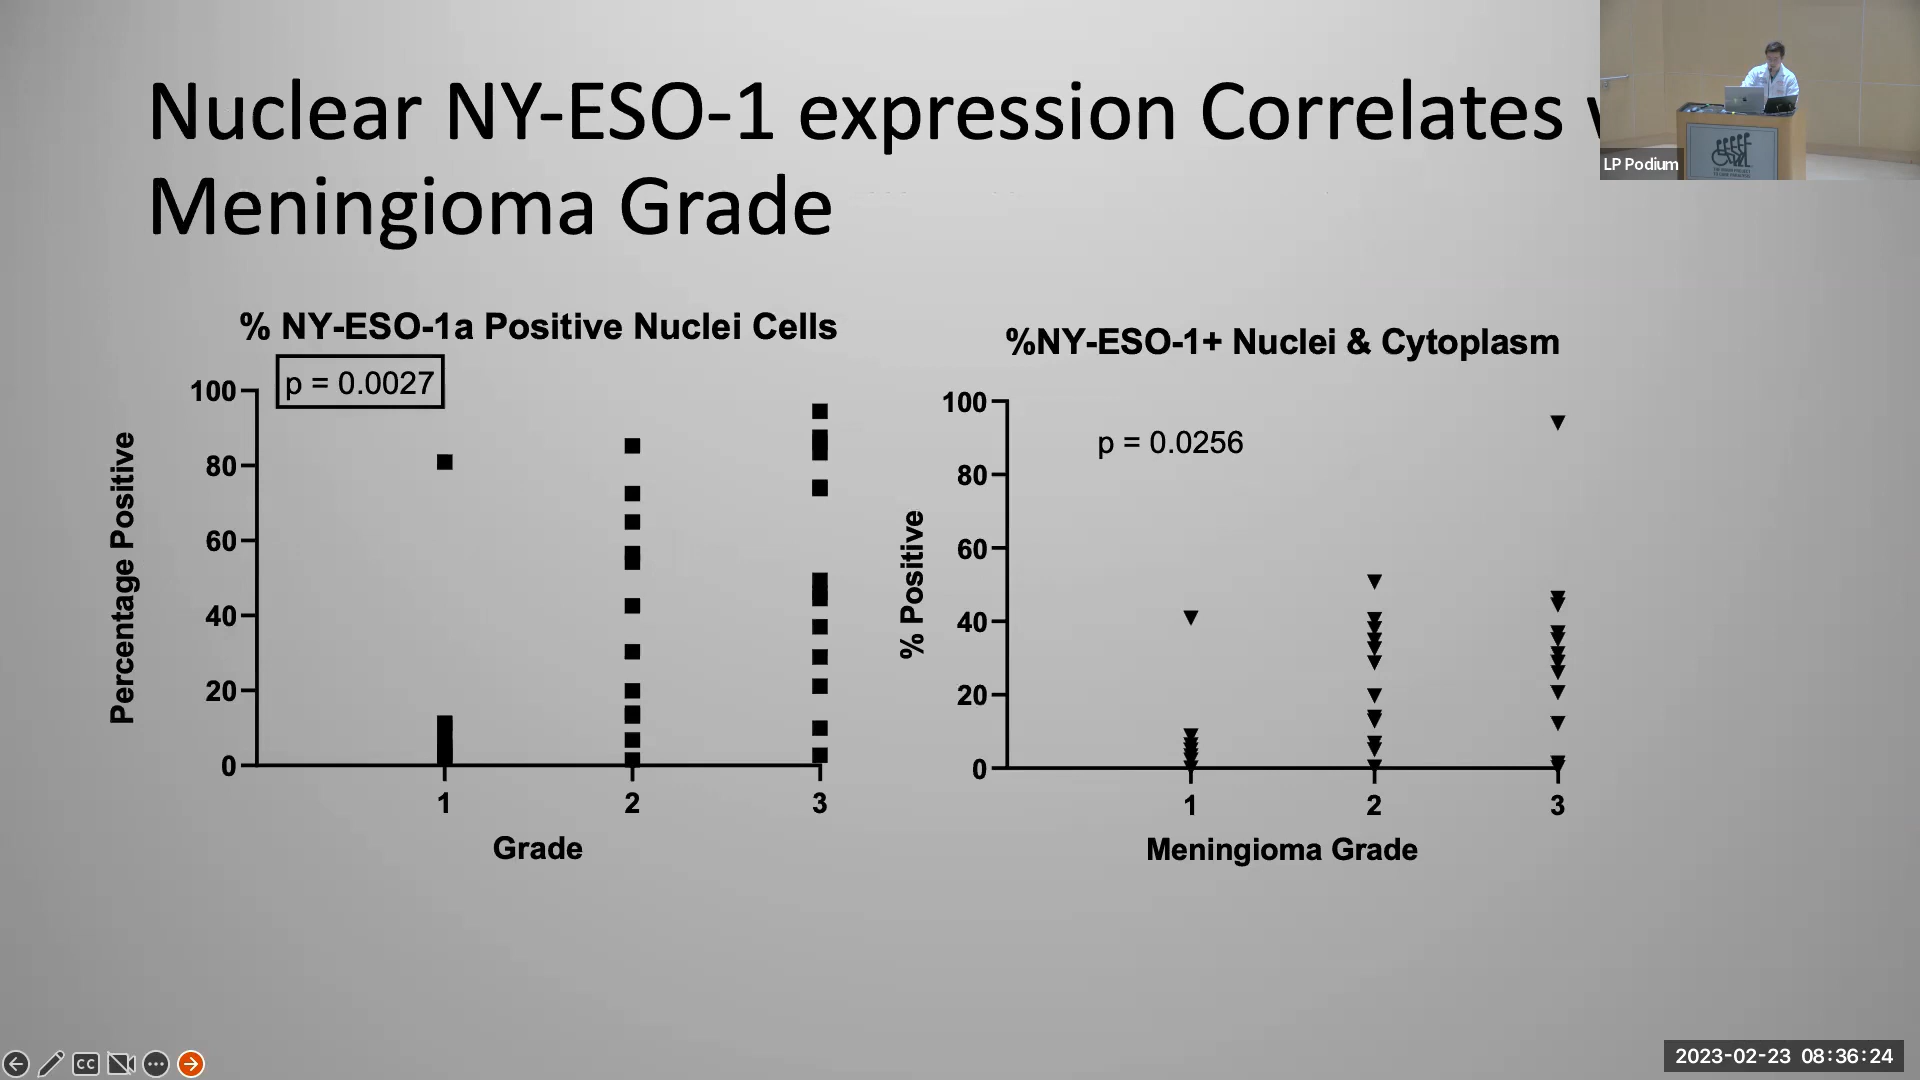 Nuclear NY-ESO-1 expression Correlates
Meningioma Grade
LP Podium
% NY-ESO-1a Positive Nuclei Cells
p = 0.0027
Percentage Positive
100
80
60
40
20
0
1 2 3
Grade
%NY-ESO-1+ Nuclei & Cytoplasm
p = 0.0256
% Positive
100
80
60
40
20
0
1 2 3
Meningioma Grade
CC
2023-02-23 08:36:24